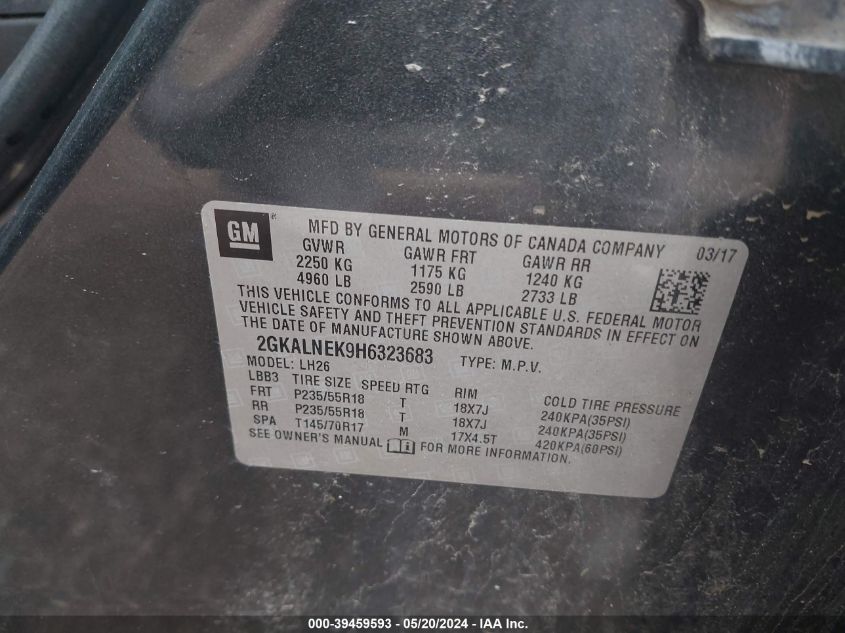 GM
MFD BY GENERAL MOTORS OF CANADA COMPANY 03/17
GVWR GAWR FRT GAWR RR
2250 KG 1175 KG 1240 KG
4960 LB 2590 LB 2733 LB
THIS VEHICLE CONFORMS TO ALL APPLICABLE U.S. FEDERAL MOTOR
VEHICLE SAFETY AND THEFT PREVENTION STANDARDS IN EFFECT ON
THE DATE OF MANUFACTURE SHOWN ABOVE.
2GKALNEK9H6323683 TYPE: M.P.V.
MODEL: LH26
LBB3 TIRE SIZE SPEED RTG RIM COLD TIRE PRESSURE
FRT P235/55R18 T 18X7J 240KPA(35PSI)
RR P235/55R18 T 18X7J 240KPA(35PSI)
SPA T145/70R17 M 17X4.5T 420KPA(60PSI)
SEE OWNER'S MANUAL FOR MORE INFORMATION.
000-39459593 - 05/20/2024 - IAA Inc.